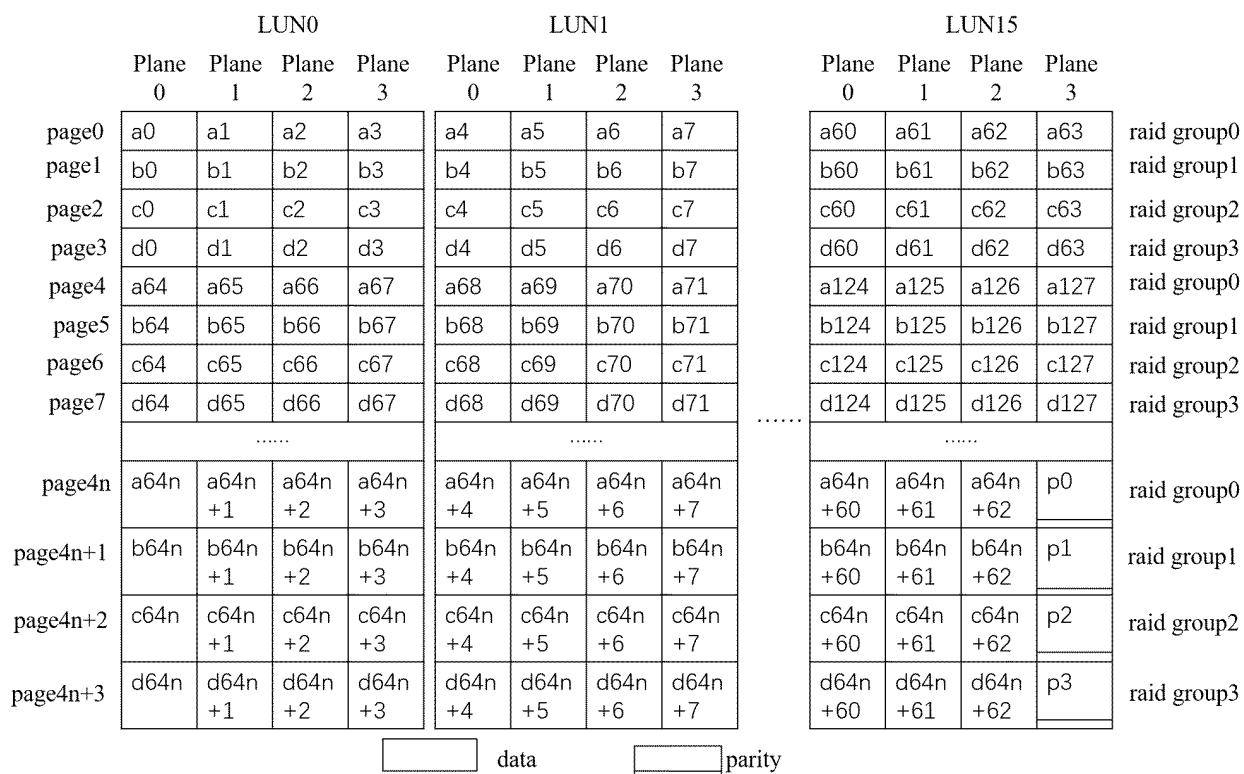 LUN0 LUN1 LUN15
Plane Plane Plane Plane Plane Plane Plane Plane Plane Plane Plane Plane
0 1 2 3 0 1 2 3 0 1 2 3
page0 a0 a1 a2 a3 a4 a5 a6 a7 a60 a61 a62 a63 raid group0
page1 b0 b1 b2 b3 b4 b5 b6 b7 b60 b61 b62 b63 raid group1
page2 c0 c1 c2 c3 c4 c5 c6 c7 c60 c61 c62 c63 raid group2
page3 d0 d1 d2 d3 d4 d5 d6 d7 d60 d61 d62 d63 raid group3
page4 a64 a65 a66 a67 a68 a69 a70 a71 a124 a125 a126 a127 raid group0
page5 b64 b65 b66 b67 b68 b69 b70 b71 b124 b125 b126 b127 raid group1
page6 c64 c65 c66 c67 c68 c69 c70 c71 c124 c125 c126 c127 raid group2
page7 d64 d65 d66 d67 d68 d69 d70 d71 d124 d125 d126 d127 raid group3
......
...... ...... ......
page4n a64n a64n a64n a64n a64n a64n a64n a64n a64n a64n a64n p0 raid group0
+1 +2 +3 +4 +5 +6 +7 +60 +61 +62
page4n+1 b64n b64n b64n b64n b64n b64n b64n b64n b64n b64n b64n p1 raid group1
+1 +2 +3 +4 +5 +6 +7 +60 +61 +62
page4n+2 c64n c64n c64n c64n c64n c64n c64n c64n c64n c64n c64n p2 raid group2
+1 +2 +3 +4 +5 +6 +7 +60 +61 +62
page4n+3 d64n d64n d64n d64n d64n d64n d64n d64n d64n d64n d64n p3 raid group3
+1 +2 +3 +4 +5 +6 +7 +60 +61 +62
data parity